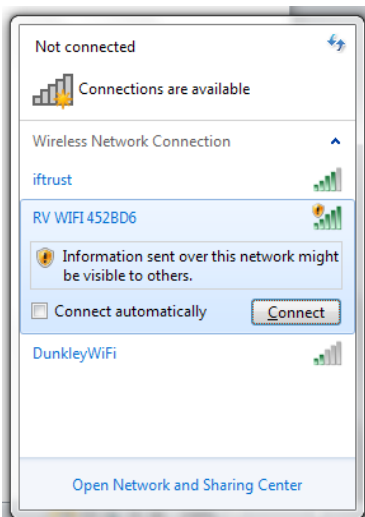 Not connected
Connections are available
Wireless Network Connection
iftrust
RV WIFI 452BD6
Information sent over this network might
be visible to others.
Connect automatically
Connect
DunkleyWiFi
Open Network and Sharing Center